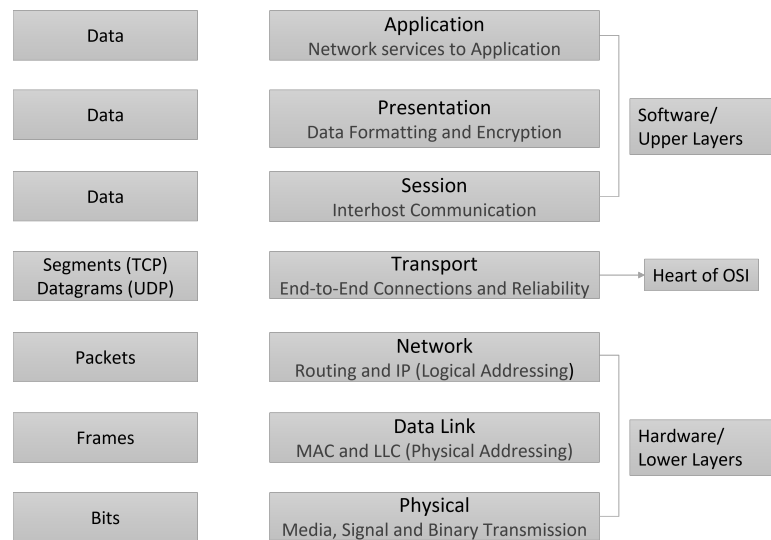 Data
Application
Network services to Application
Data
Presentation
Data Formatting and Encryption
Software/
Upper Layers
Data
Session
Interhost Communication
Segments (TCP)
Datagrams (UDP)
Transport
End-to-End Connections and Reliability
Heart of OSI
Packets
Network
Routing and IP (Logical Addressing)
Frames
Data Link
MAC and LLC (Physical Addressing)
Hardware/
Lower Layers
Bits
Physical
Media, Signal and Binary Transmission